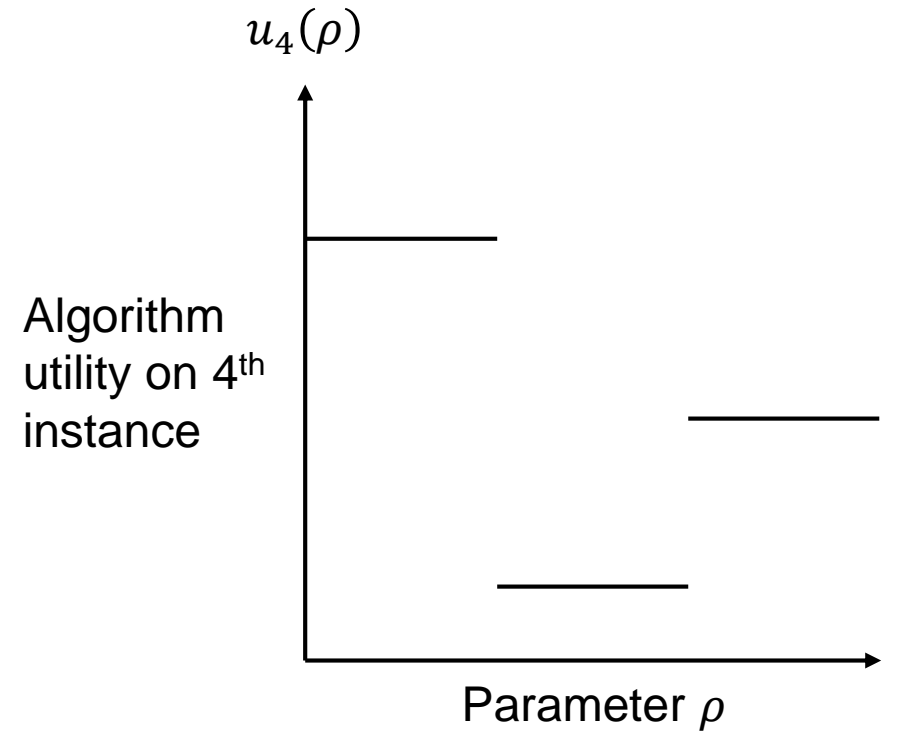 𝑢₄(𝜌)
Algorithm
utility on 4ᵗʰ
instance
Parameter 𝜌